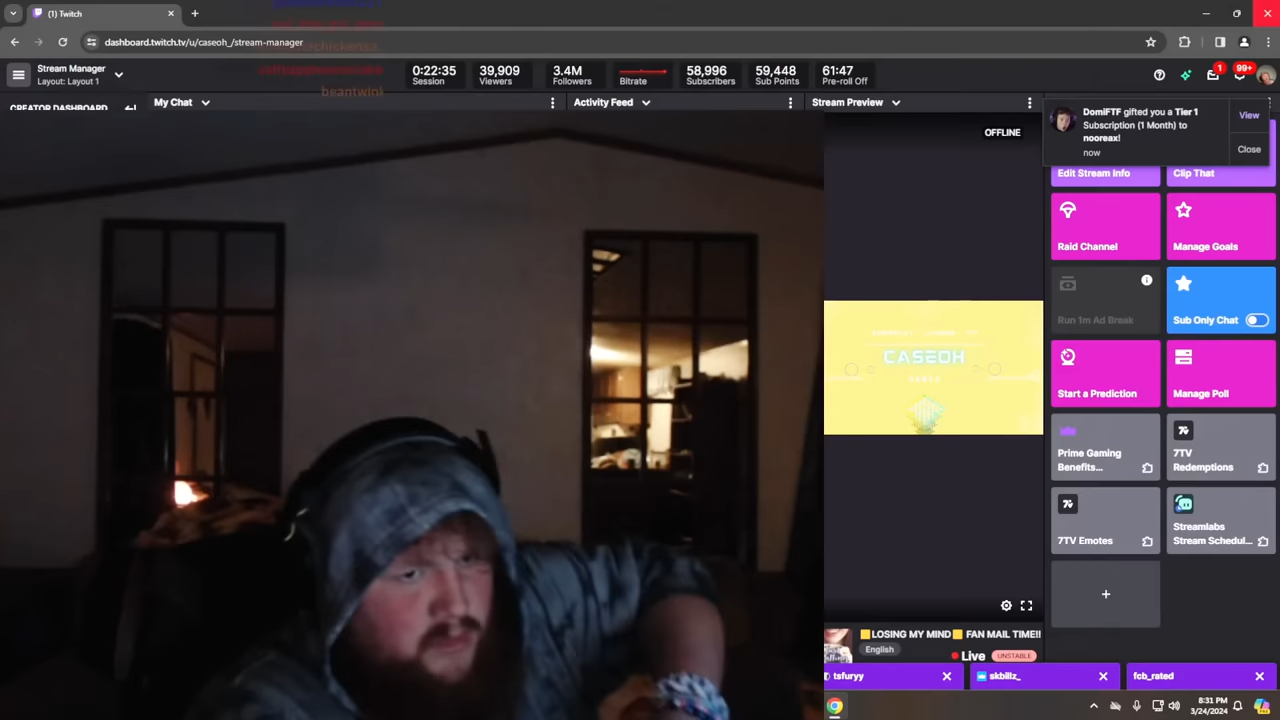 (1) Twitch
dashboard.twitch.tv/u/caseoh_/stream-manager
Stream Manager
Layout: Layout 1
0:22:35
Session
39,909
Viewers
3.4M
Followers
Bitrate
58,996
Subscribers
59,448
Sub Points
61:47
Pre-roll Off
1
99+
CREATOR DASHBOARD
My Chat
Activity Feed
Stream Preview
beantwink
OFFLINE
DomiFTF gifted you a Tier 1
Subscription (1 Month) to
nooreax!
now
View
Close
Edit Stream Info
Clip That
Raid Channel
Manage Goals
Run 1m Ad Break
Sub Only Chat
Start a Prediction
Manage Poll
Prime Gaming
Benefits...
7TV
Redemptions
7TV Emotes
Streamlabs
Stream Schedul...
+
CASEOH
LOSING MY MIND FAN MAIL TIME!!
English
Live
UNSTABLE
tsfuryy
skbillz_
fcb_rated
8:31 PM
3/24/2024